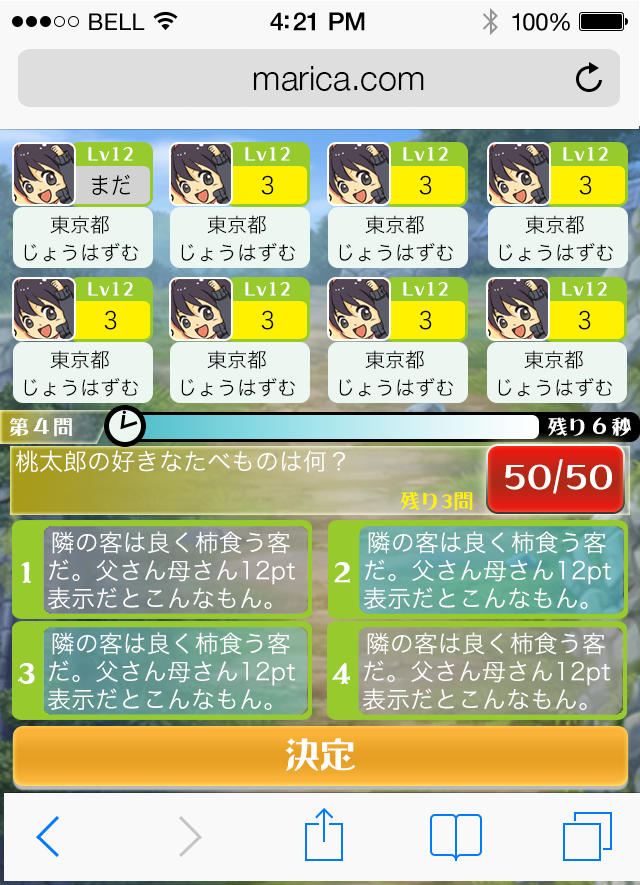 BELL 4:21 PM 100%
marica.com
Lv12 Lv12 Lv12 Lv12
まだ 3 3 3
東京都 東京都 東京都 東京都
じょうはずむ じょうはずむ じょうはずむ じょうはずむ
Lv12 Lv12 Lv12 Lv12
3 3 3 3
東京都 東京都 東京都 東京都
じょうはずむ じょうはずむ じょうはずむ じょうはずむ
第4問 残り6秒
桃太郎の好きなたべものは何？
50/50
残り3問
1
隣の客は良く柿食う客
だ。父さん母さん12pt
表示だとこんなもん。
2
隣の客は良く柿食う客
だ。父さん母さん12pt
表示だとこんなもん。
3
隣の客は良く柿食う客
だ。父さん母さん12pt
表示だとこんなもん。
4
隣の客は良く柿食う客
だ。父さん母さん12pt
表示だとこんなもん。
決定